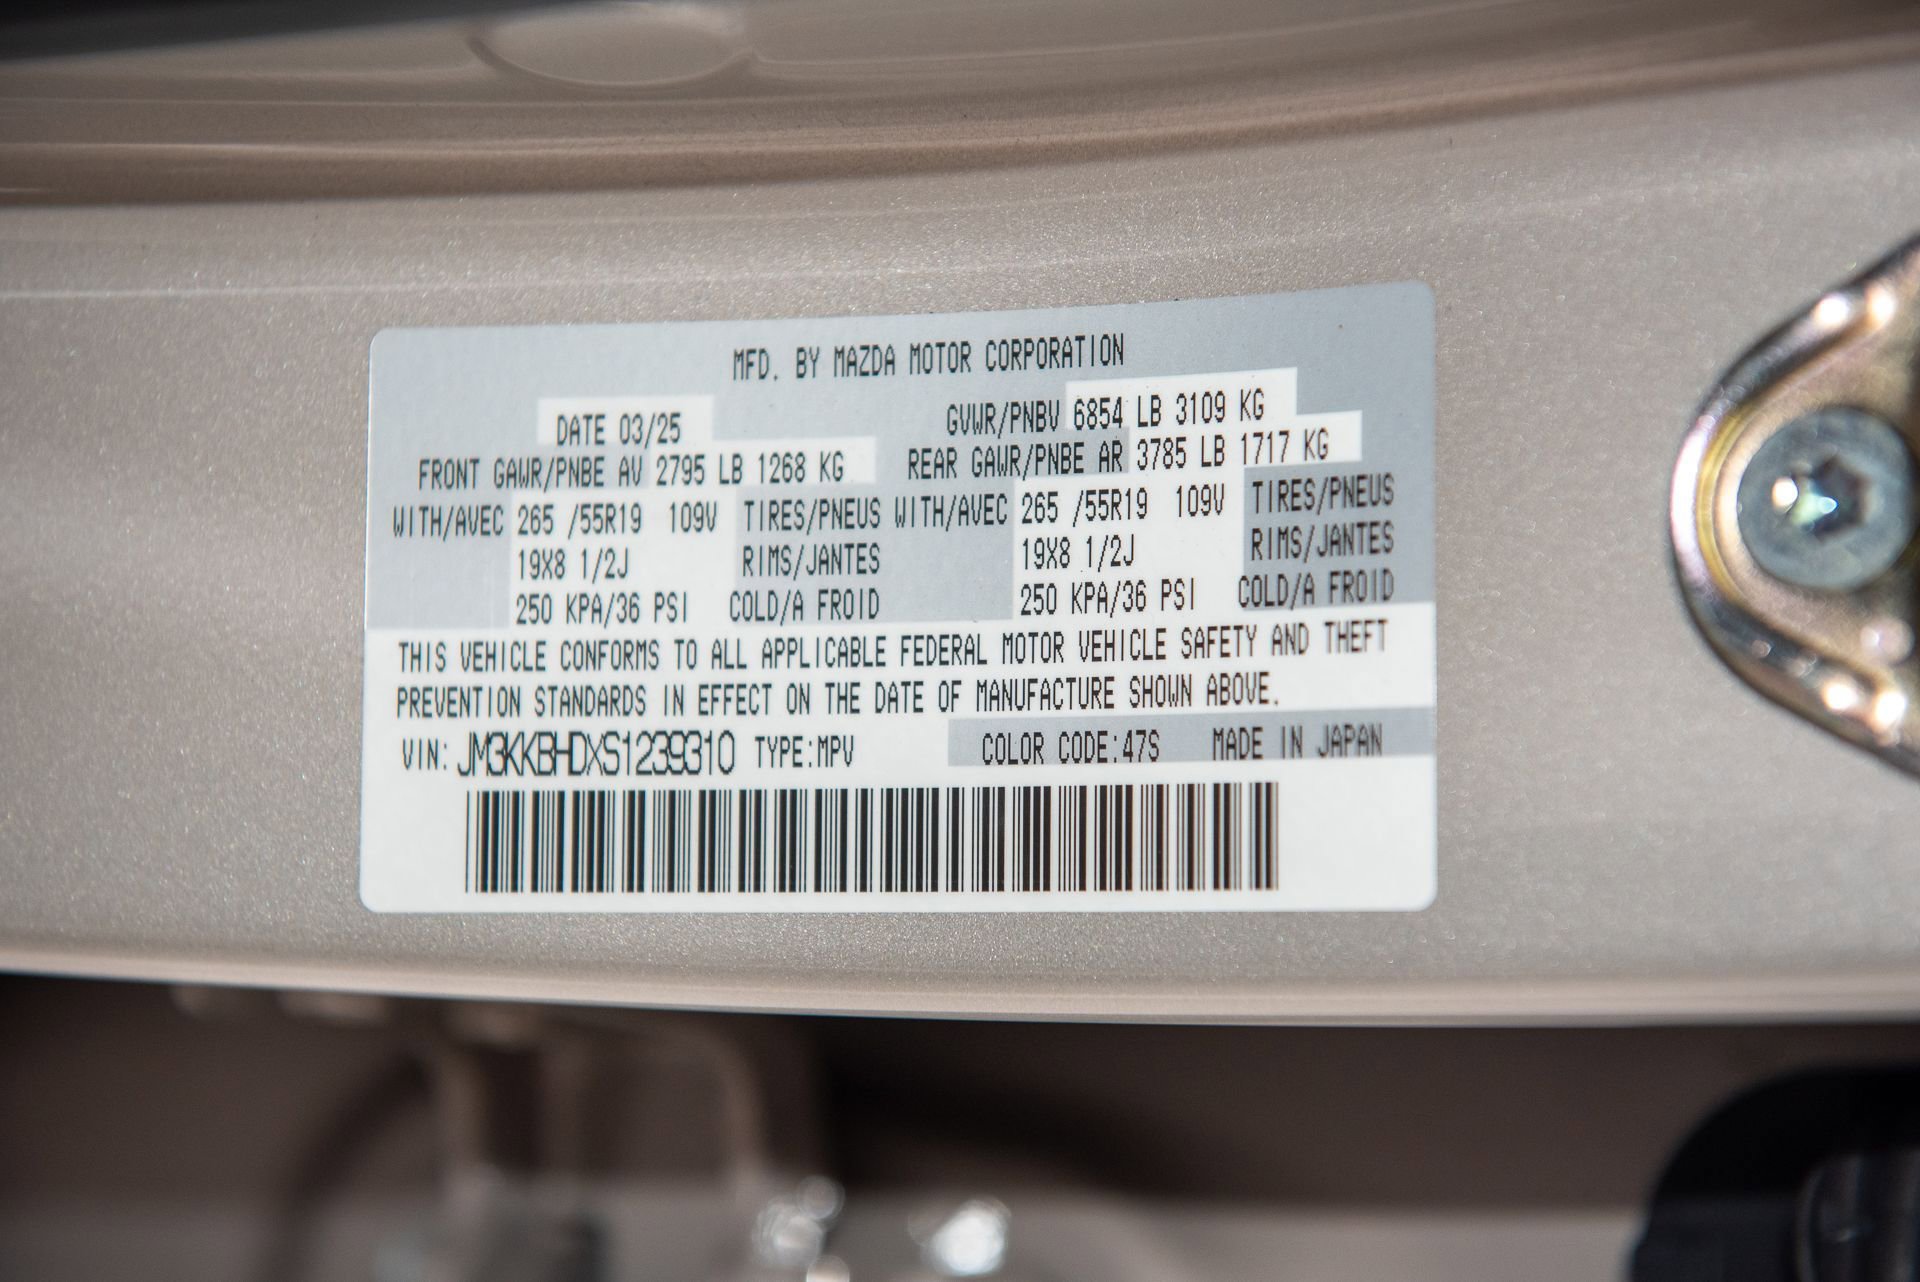 MFD. BY MAZDA MOTOR CORPORATION
DATE 03/25 GVWR/PNBV 6854 LB 3109 KG
FRONT GAWR/PNBE AV 2795 LB 1268 KG REAR GAWR/PNBE AR 3785 LB 1717 KG
WITH/AVEC 265 /55R19 109V TIRES/PNEUS WITH/AVEC 265 /55R19 109V TIRES/PNEUS
19X8 1/2J RIMS/JANTES 19X8 1/2J RIMS/JANTES
250 KPA/36 PSI COLD/A FROID 250 KPA/36 PSI COLD/A FROID
THIS VEHICLE CONFORMS TO ALL APPLICABLE FEDERAL MOTOR VEHICLE SAFETY AND THEFT
PREVENTION STANDARDS IN EFFECT ON THE DATE OF MANUFACTURE SHOWN ABOVE.
VIN: JM3KKBHDXS1239310 TYPE:MPV COLOR CODE:47S MADE IN JAPAN